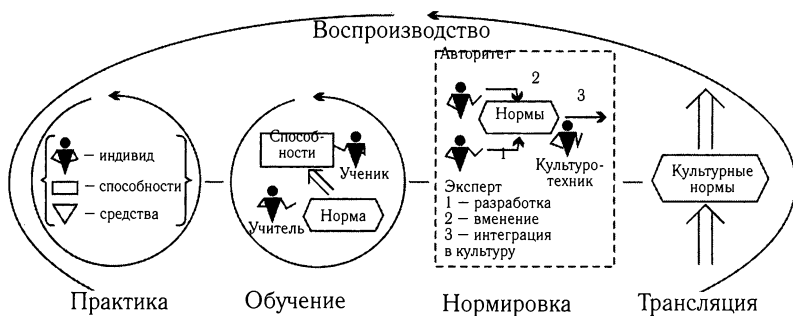 Воспроизводство
Авторитет
2
3
Нормы
1
Культуро-
техник
Эксперт
1 – разработка
2 – вменение
3 – интеграция
в культуру
– индивид
– способности
– средства
Способ-
ности
Ученик
Учитель
Норма
Культурные
нормы
Практика
Обучение
Нормировка
Трансляция